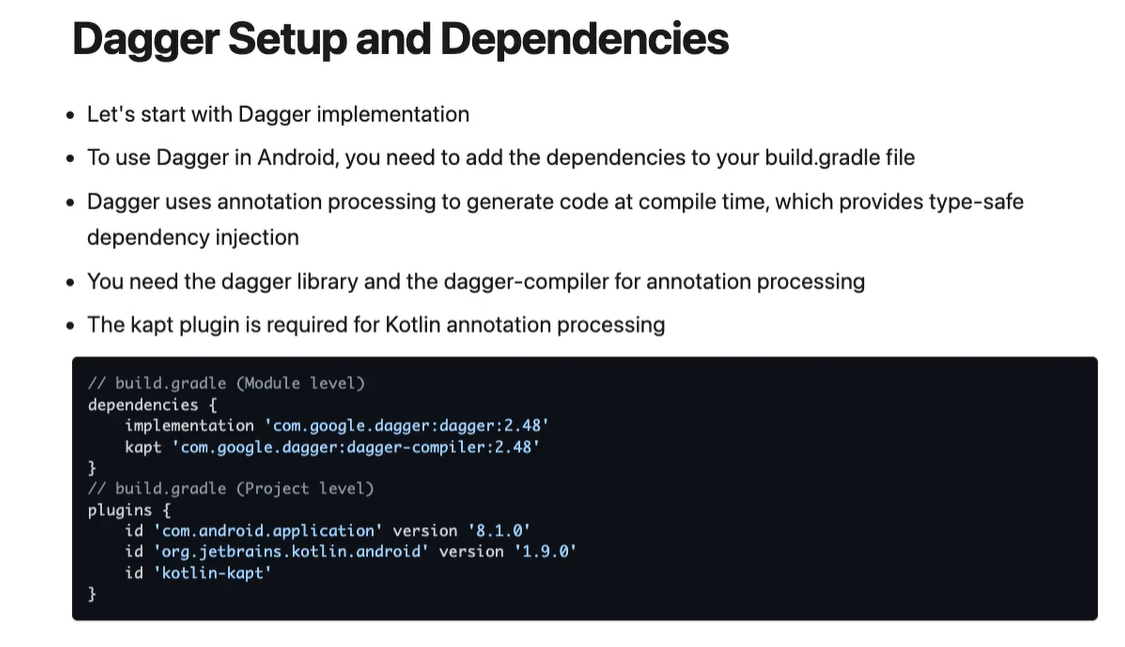 Dagger Setup and Dependencies
• Let's start with Dagger implementation
• To use Dagger in Android, you need to add the dependencies to your build.gradle file
• Dagger uses annotation processing to generate code at compile time, which provides type-safe
dependency injection
• You need the dagger library and the dagger-compiler for annotation processing
• The kapt plugin is required for Kotlin annotation processing
// build.gradle (Module level)
dependencies {
    implementation 'com.google.dagger:dagger:2.48'
    kapt 'com.google.dagger:dagger-compiler:2.48'
}
// build.gradle (Project level)
plugins {
    id 'com.android.application' version '8.1.0'
    id 'org.jetbrains.kotlin.android' version '1.9.0'
    id 'kotlin-kapt'
}